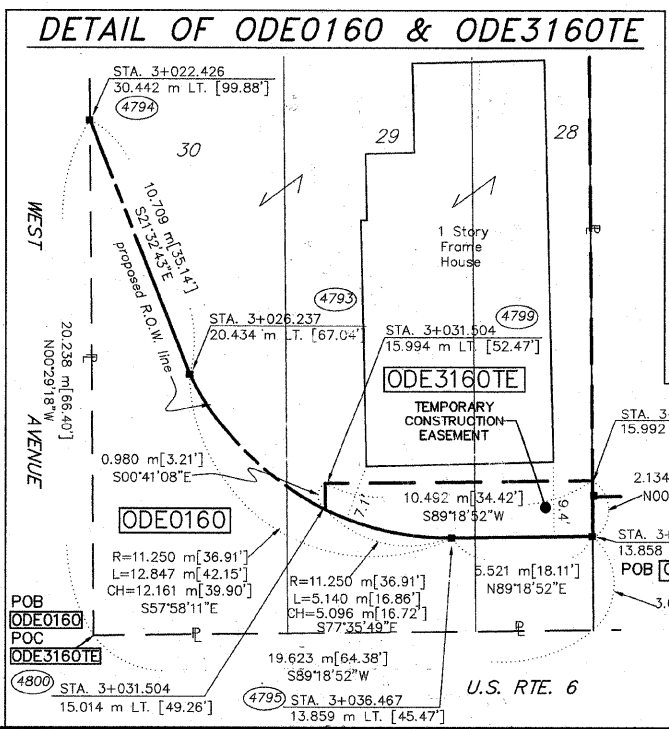 DETAIL OF ODE0160 & ODE3160TE
STA. 3+022.426
30.442 m LT. [99.88']
4794
30
29
28
WEST
AVENUE
10.709 m[35.14']
S21°32'43"E
proposed R.O.W. line
1 Story
Frame
House
℄
4793
STA. 3+026.237
20.434 m LT. [67.04']
4799
STA. 3+031.504
15.994 m LT. [52.47']
ODE3160TE
TEMPORARY
CONSTRUCTION
EASEMENT
20.238 m[66.40']
N00°29'18"W
STA. 3
15.992
0.980 m[3.21']
S00°41'08"E
2.134
N00
10.492 m[34.42']
S89°18'52"W
7.1'
9.4'
ODE0160
STA. 3+
13.858
POB
R=11.250 m[36.91']
L=12.847 m[42.15']
CH=12.161 m[39.90']
S57°58'11"E
R=11.250 m[36.91']
L=5.140 m[16.86']
CH=5.096 m[16.72']
S77°35'49"E
5.521 m[18.11']
N89°18'52"E
POB
ODE0160
POC
ODE3160TE
19.623 m[64.38']
S89°18'52"W
4800
STA. 3+031.504
15.014 m LT. [49.26']
4795
STA. 3+036.467
13.859 m LT. [45.47']
U.S. RTE. 6